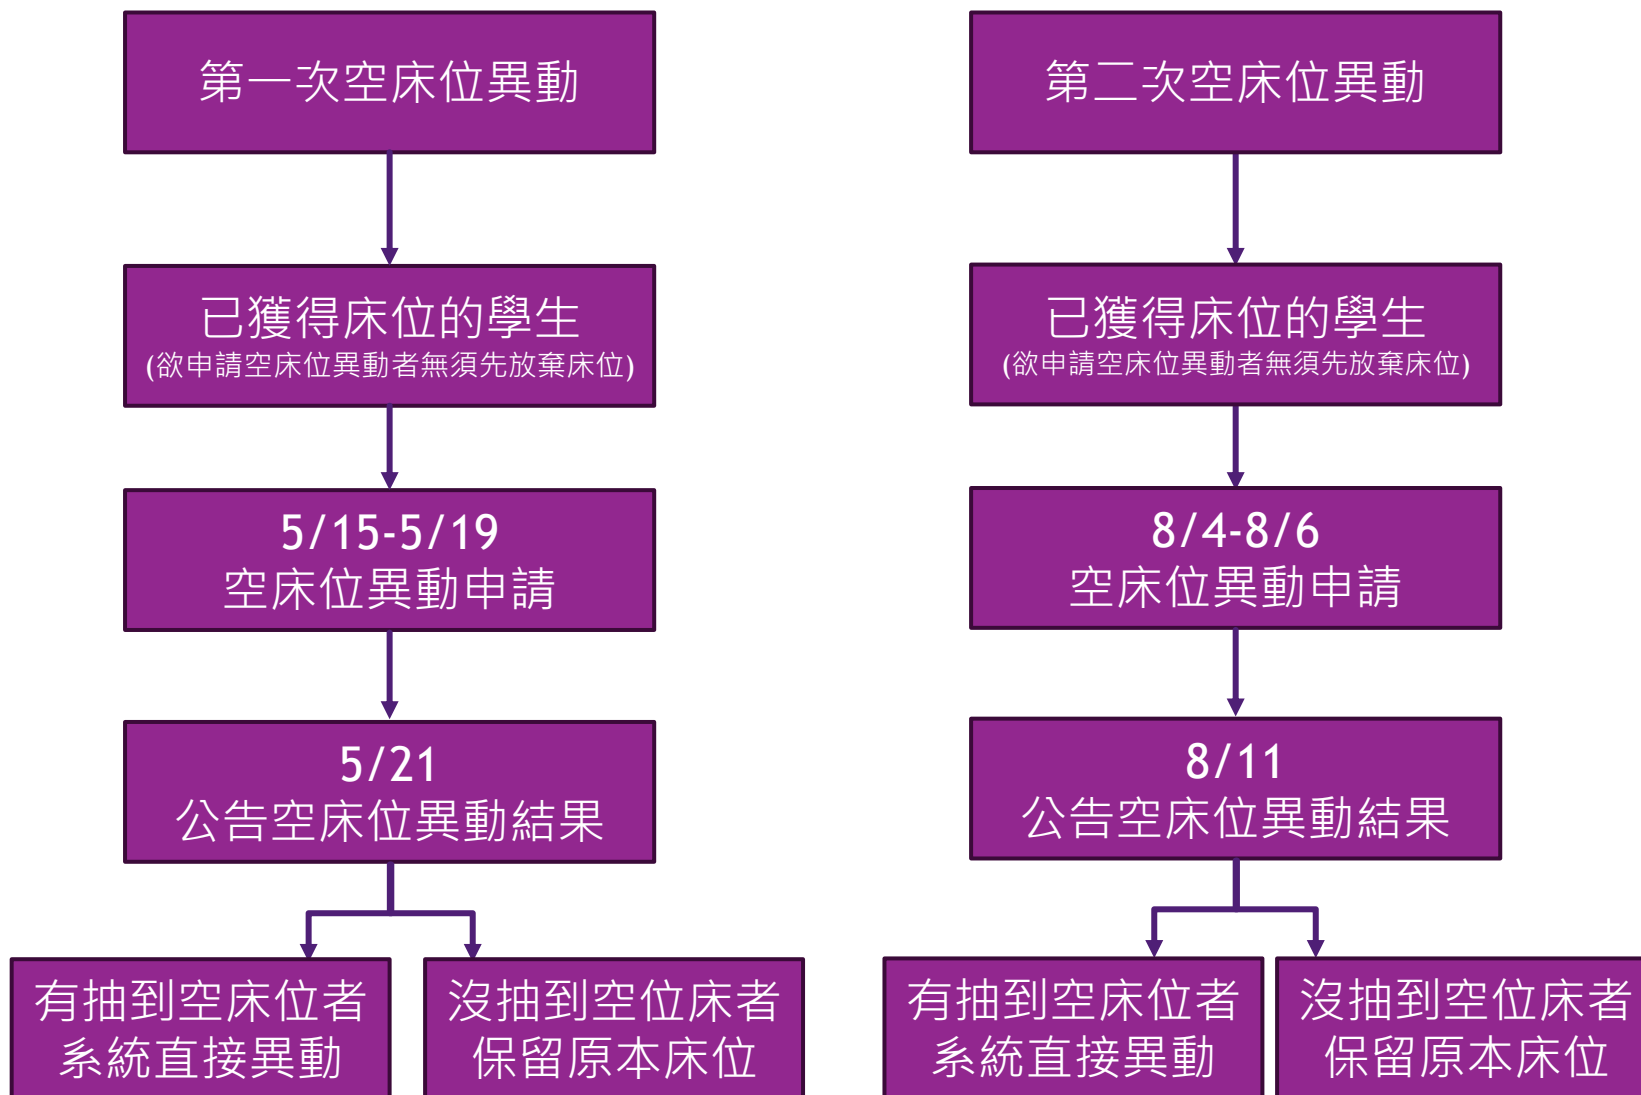 第一次空床位異動
已獲得床位的學生
(欲申請空床位異動者無須先放棄床位)
5/15-5/19
空床位異動申請
5/21
公告空床位異動結果
有抽到空床位者
系統直接異動
沒抽到空位床者
保留原本床位
第二次空床位異動
已獲得床位的學生
(欲申請空床位異動者無須先放棄床位)
8/4-8/6
空床位異動申請
8/11
公告空床位異動結果
有抽到空床位者
系統直接異動
沒抽到空位床者
保留原本床位